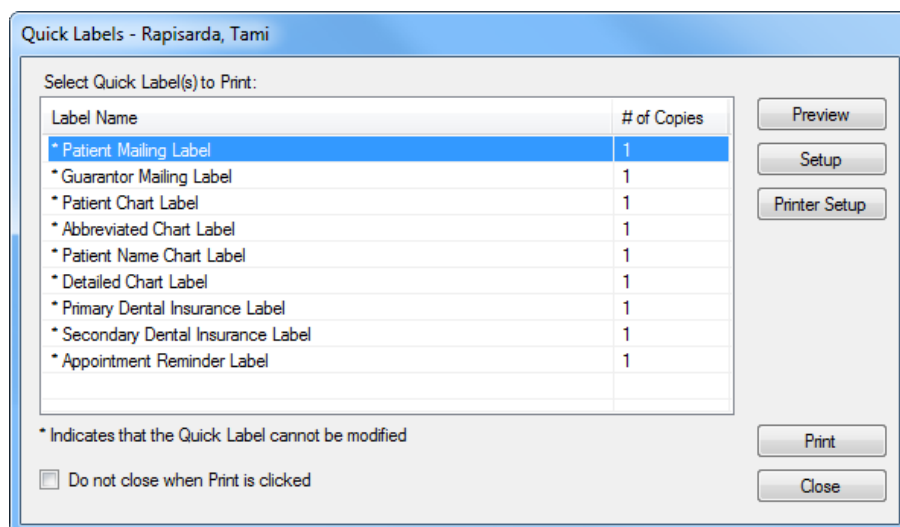 Quick Labels - Rapisarda, Tami
Select Quick Label(s) to Print:
Label Name # of Copies
* Patient Mailing Label 1
* Guarantor Mailing Label 1
* Patient Chart Label 1
* Abbreviated Chart Label 1
* Patient Name Chart Label 1
* Detailed Chart Label 1
* Primary Dental Insurance Label 1
* Secondary Dental Insurance Label 1
* Appointment Reminder Label 1
Preview
Setup
Printer Setup
* Indicates that the Quick Label cannot be modified
Do not close when Print is clicked
Print
Close